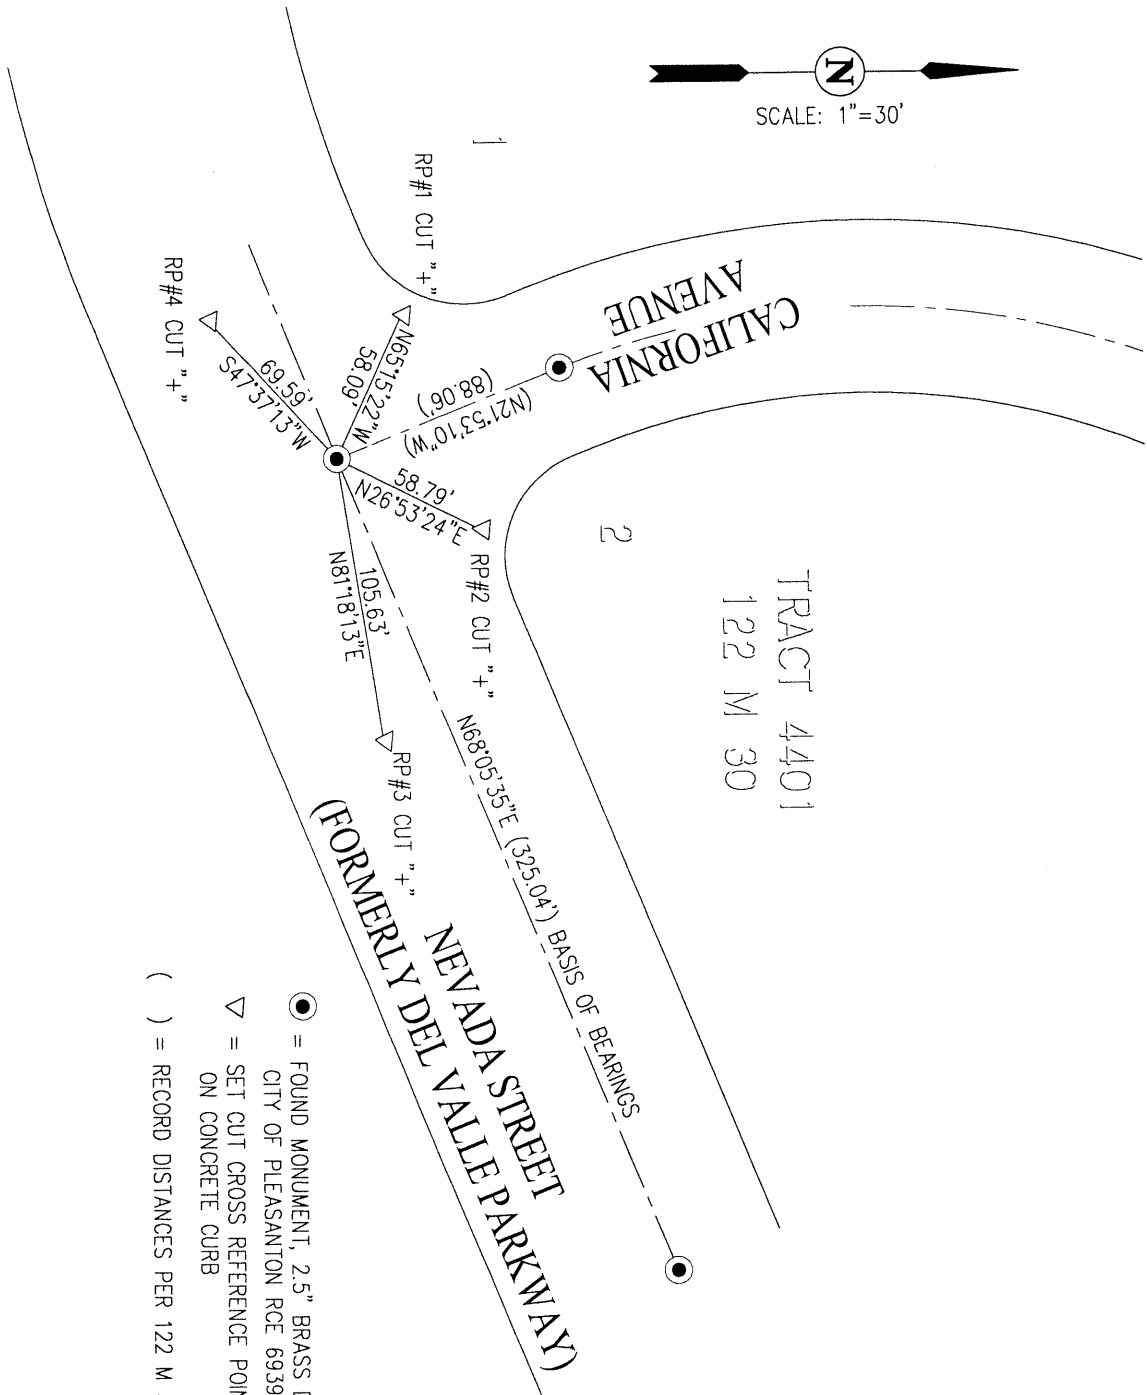 N
SCALE: 1"=30'
1
RP#1 CUT "+"
CALIFORNIA
AVENUE
RP#4 CUT "+"
69.59'
S47°37'13"W
N65°15'22"W
58.09'
(N21°53'10"W)
(88.06')
58.79'
N26°53'24"E
2
RP#2 CUT "+"
105.63'
N81°18'13"E
RP#3 CUT "+"
TRACT 4401
122 M 30
N68°05'35"E (325.04') BASIS OF BEARINGS
NEVADA STREET
(FORMERLY DEL VALLE PARKWAY)
= FOUND MONUMENT, 2.5" BRASS
CITY OF PLEASANTON RCE 6939
= SET CUT CROSS REFERENCE
ON CONCRETE CURB
( ) = RECORD DISTANCES PER 122 M